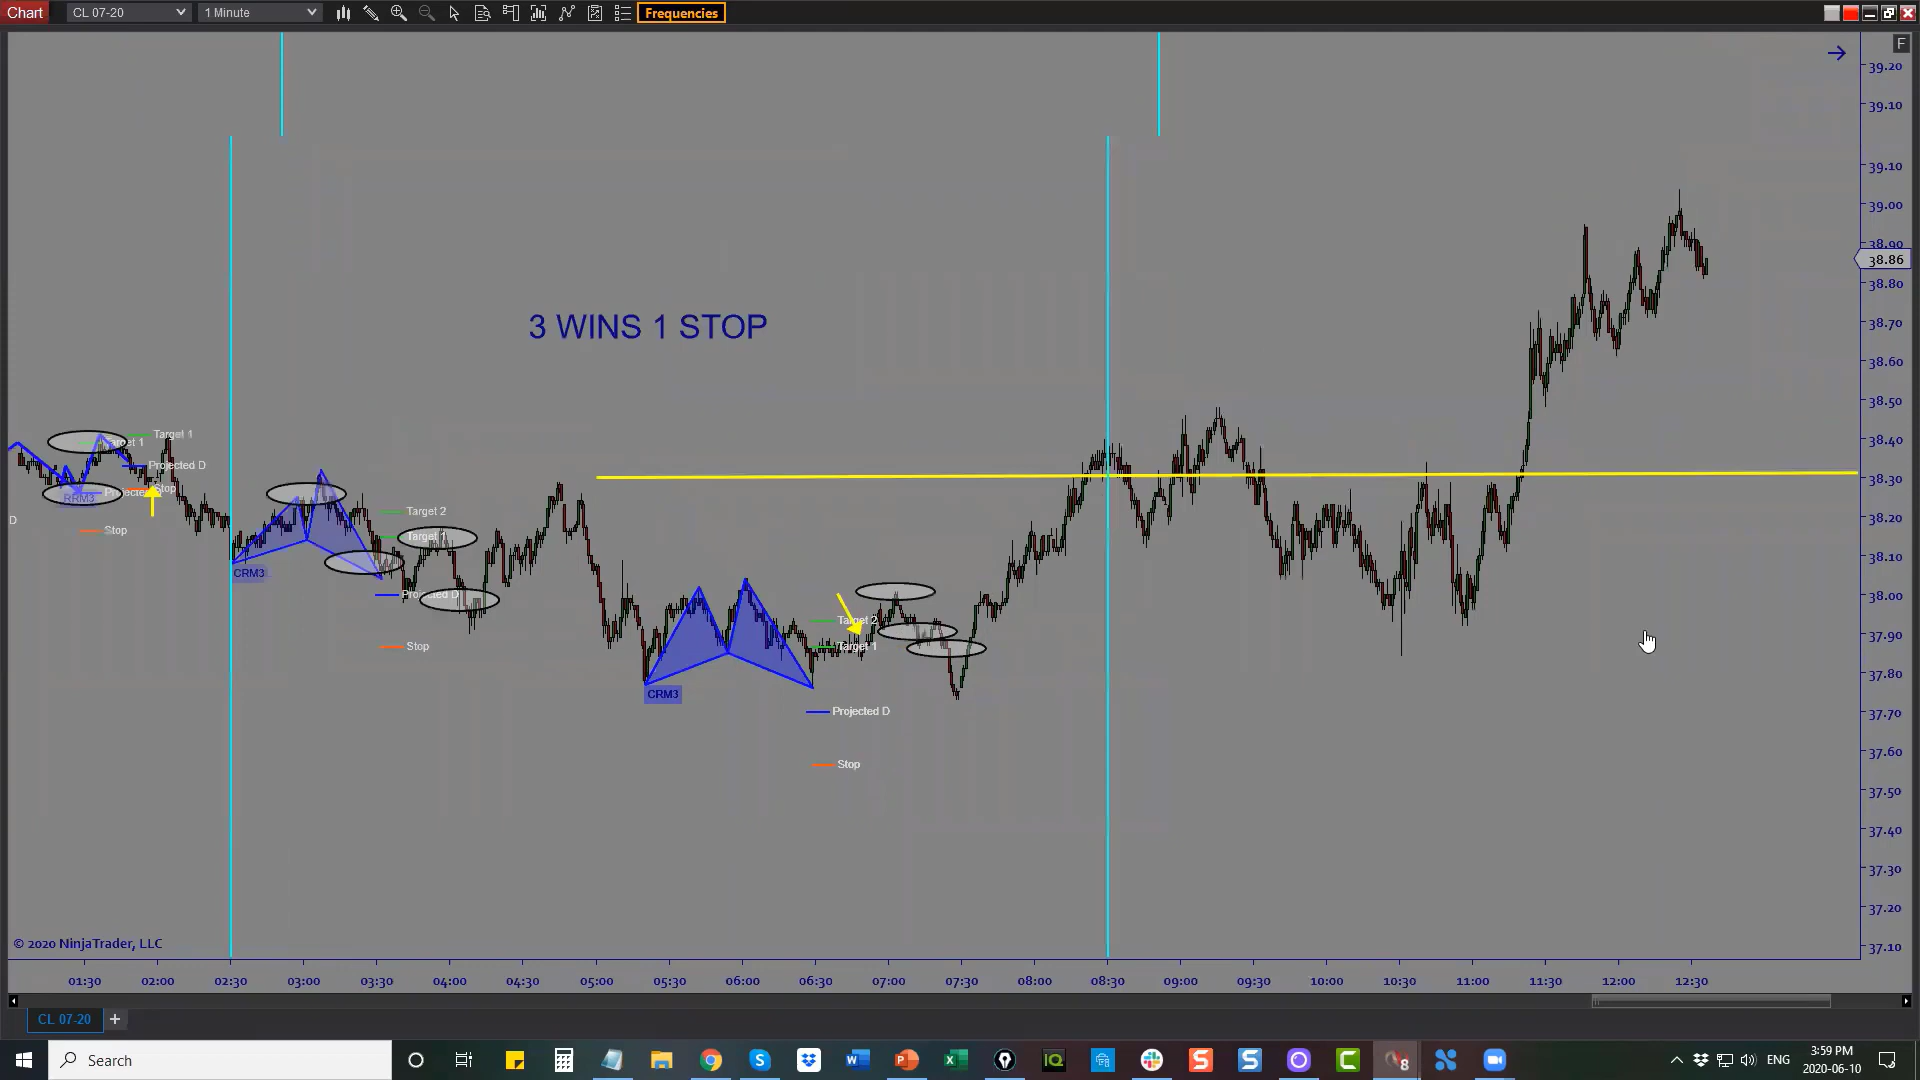 Chart CL 07-20 1 Minute Frequencies
F
39.20
39.10
39.10
39.00
38.90
38.86
38.80
38.70
3 WINS 1 STOP
38.60
38.50
38.40
38.30
38.20
38.10
38.00
37.90
37.80
37.70
37.60
37.50
37.40
37.30
37.20
37.10
Target 1
Target 1
Projected D
RRM3
Stop
Stop
D
CRM3
Target 2
Target 1
Projected D
Stop
CRM3
Target 2
Target 1
Projected D
Stop
© 2020 NinjaTrader, LLC
01:30 02:00 02:30 03:00 03:30 04:00 04:30 05:00 05:30 06:00 06:30 07:00 07:30 08:00 08:30 09:00 09:30 10:00 10:30 11:00 11:30 12:00 12:30
CL 07-20 +
Search
ENG
3:59 PM
2020-06-10